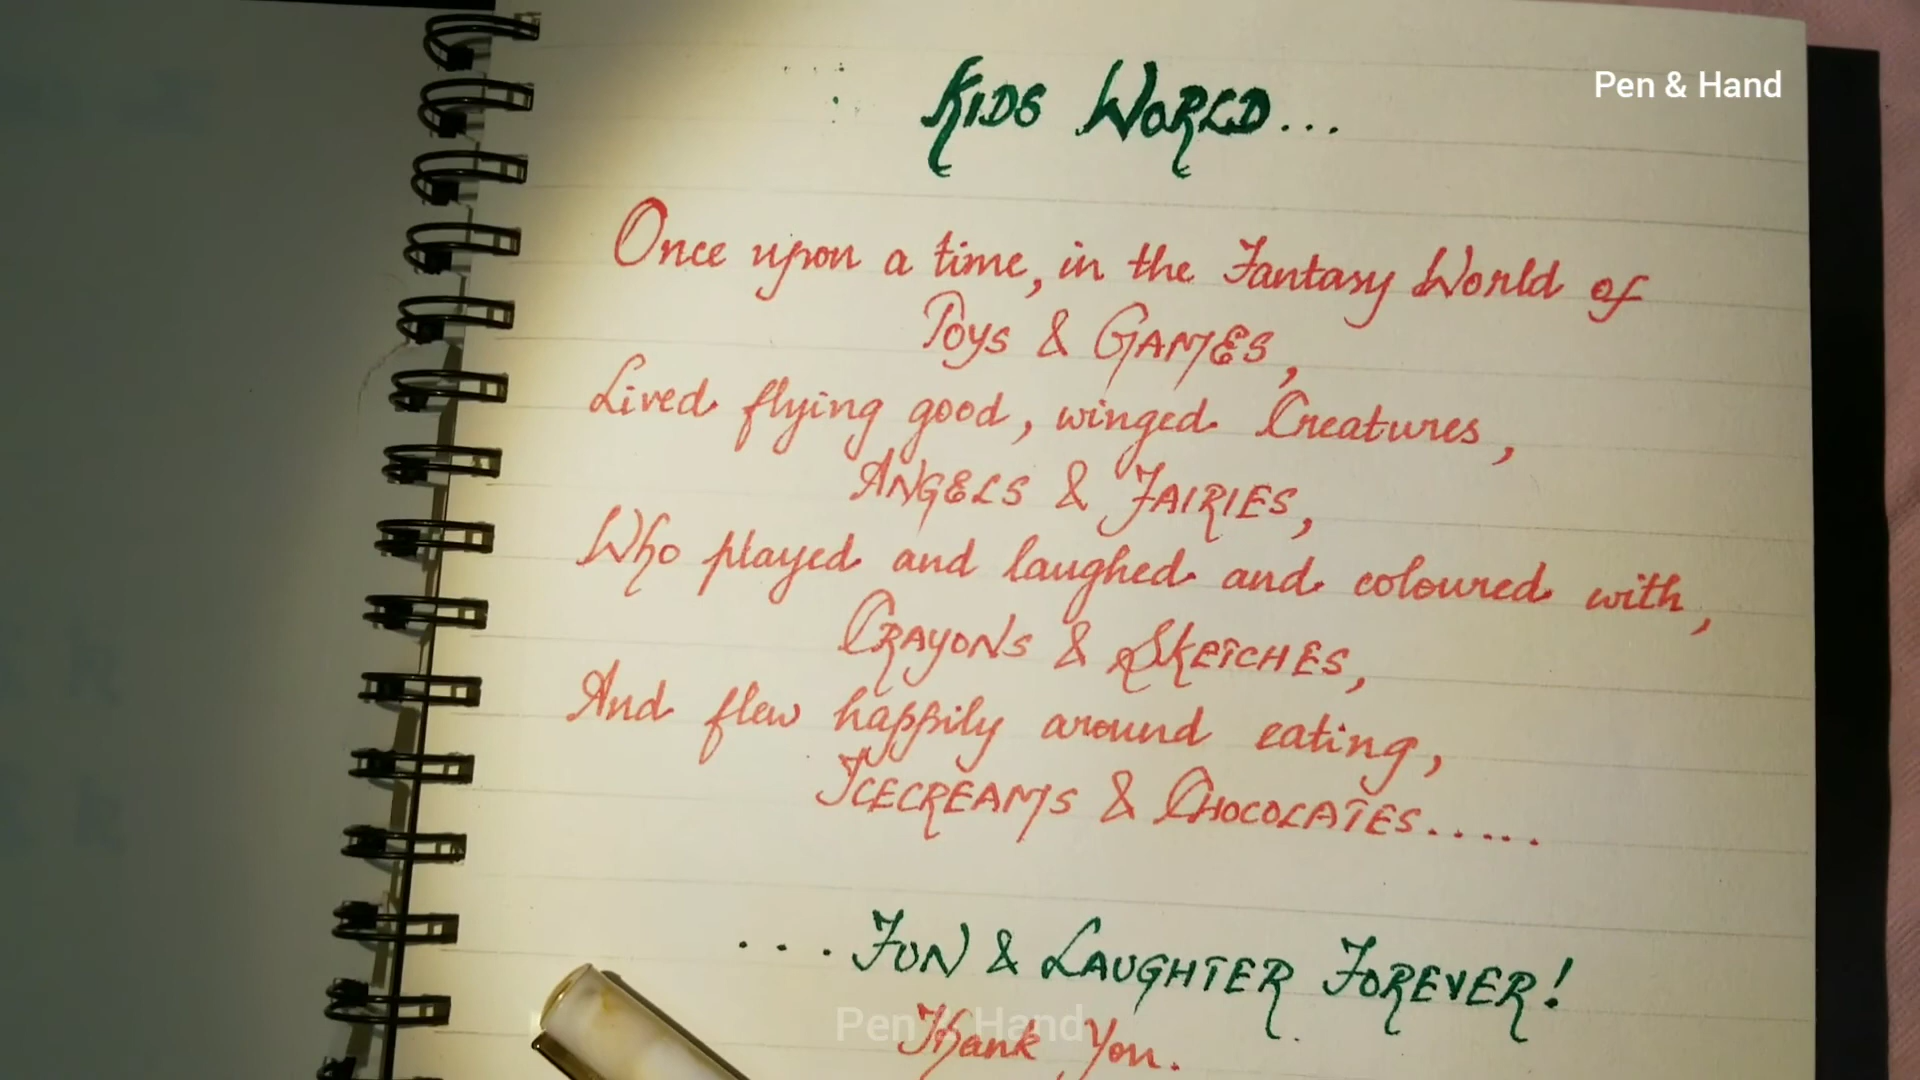 Pen & Hand
KIDS WORLD...
Once upon a time, in the Fantasy World of
Toys & GAMES,
Lived flying good, winged Creatures,
ANGELS & FAIRIES,
Who played and laughed and coloured with,
CRAYONS & SKETCHES,
And flew happily around eating,
ICECREAMS & CHOCOLATES.....
....FUN & LAUGHTER FOREVER!
Pen & Hand
Thank You.